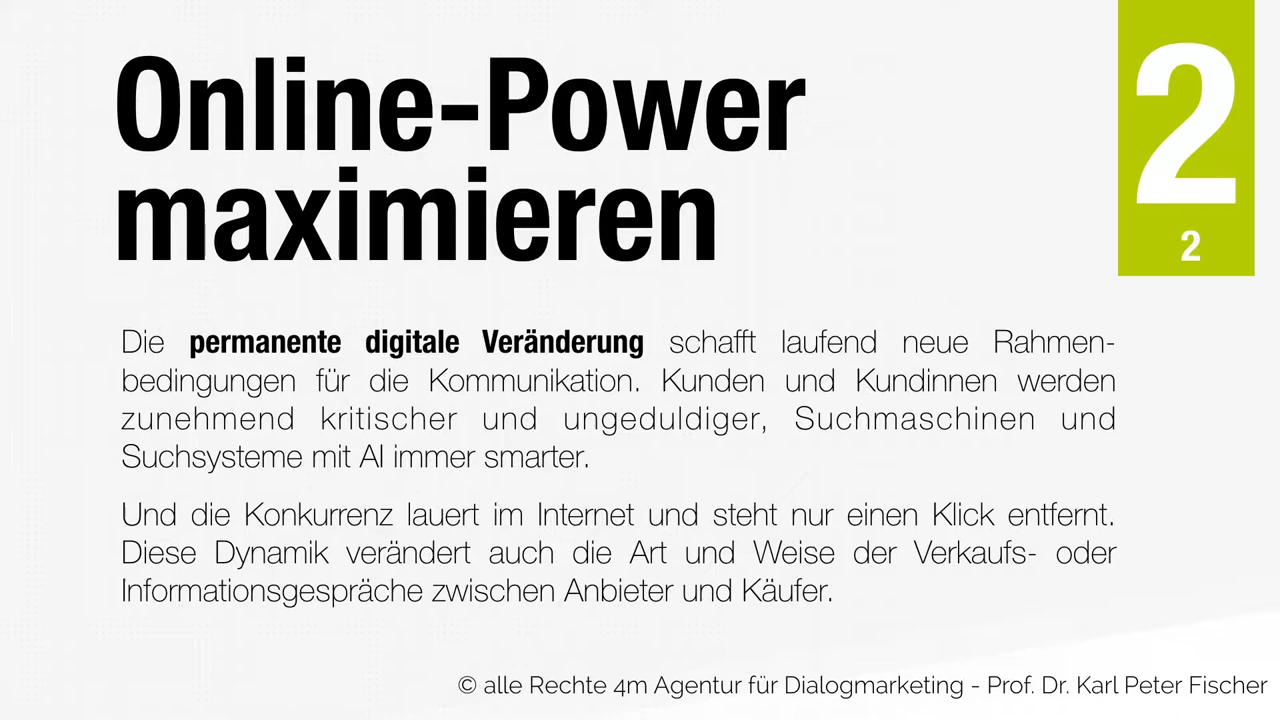 Online-Power
maximieren
2
2
Die permanente digitale Veränderung schafft laufend neue Rahmen-
bedingungen für die Kommunikation. Kunden und Kundinnen werden
zunehmend kritischer und ungeduldiger, Suchmaschinen und
Suchsysteme mit AI immer smarter.
Und die Konkurrenz lauert im Internet und steht nur einen Klick entfernt.
Diese Dynamik verändert auch die Art und Weise der Verkaufs- oder
Informationsgespräche zwischen Anbieter und Käufer.
© alle Rechte 4m Agentur für Dialogmarketing - Prof. Dr. Karl Peter Fischer